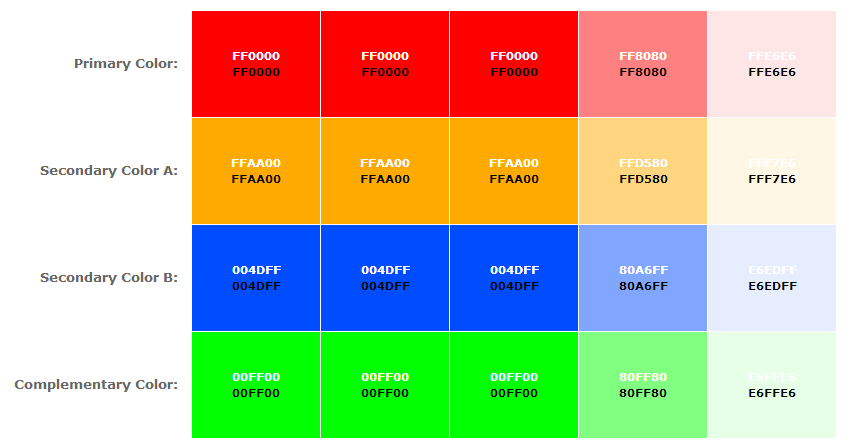 Primary Color:
FF0000 FF0000 FF0000 FF8080 FFE6E6
FF0000 FF0000 FF0000 FF8080 FFE6E6
Secondary Color A:
FFAA00 FFAA00 FFAA00 FFD580 FFF7E6
FFAA00 FFAA00 FFAA00 FFD580 FFF7E6
Secondary Color B:
004DFF 004DFF 004DFF 80A6FF E6EDFF
004DFF 004DFF 004DFF 80A6FF E6EDFF
Complementary Color:
00FF00 00FF00 00FF00 80FF80 E6FFE6
00FF00 00FF00 00FF00 80FF80 E6FFE6